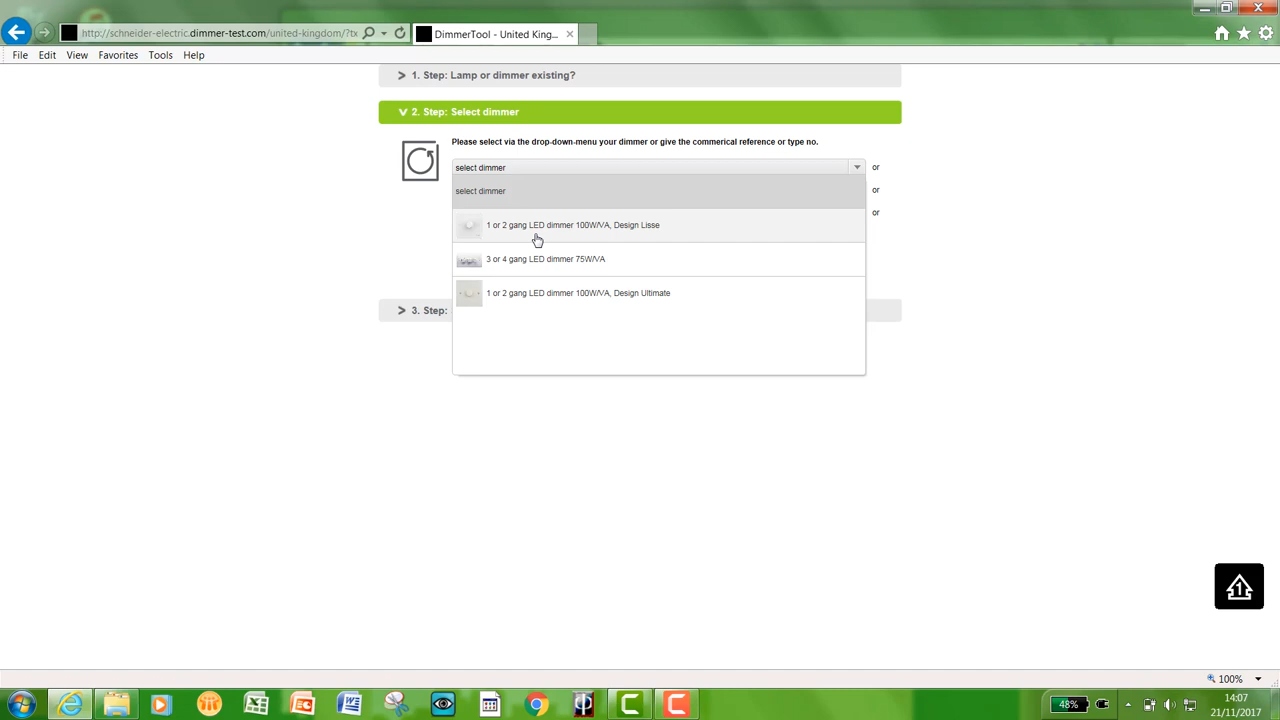 http://schneider-electric.dimmer-test.com/united-kingdom/?tx
DimmerTool - United King...
File Edit View Favorites Tools Help
> 1. Step: Lamp or dimmer existing?
2. Step: Select dimmer
Please select via the drop-down-menu your dimmer or give the commerical reference or type no.
select dimmer
or
select dimmer
or
or
1 or 2 gang LED dimmer 100W/VA, Design Lisse
3 or 4 gang LED dimmer 75W/VA
1 or 2 gang LED dimmer 100W/VA, Design Ultimate
> 3. Step:
1
100%
48%
14:07
21/11/2017